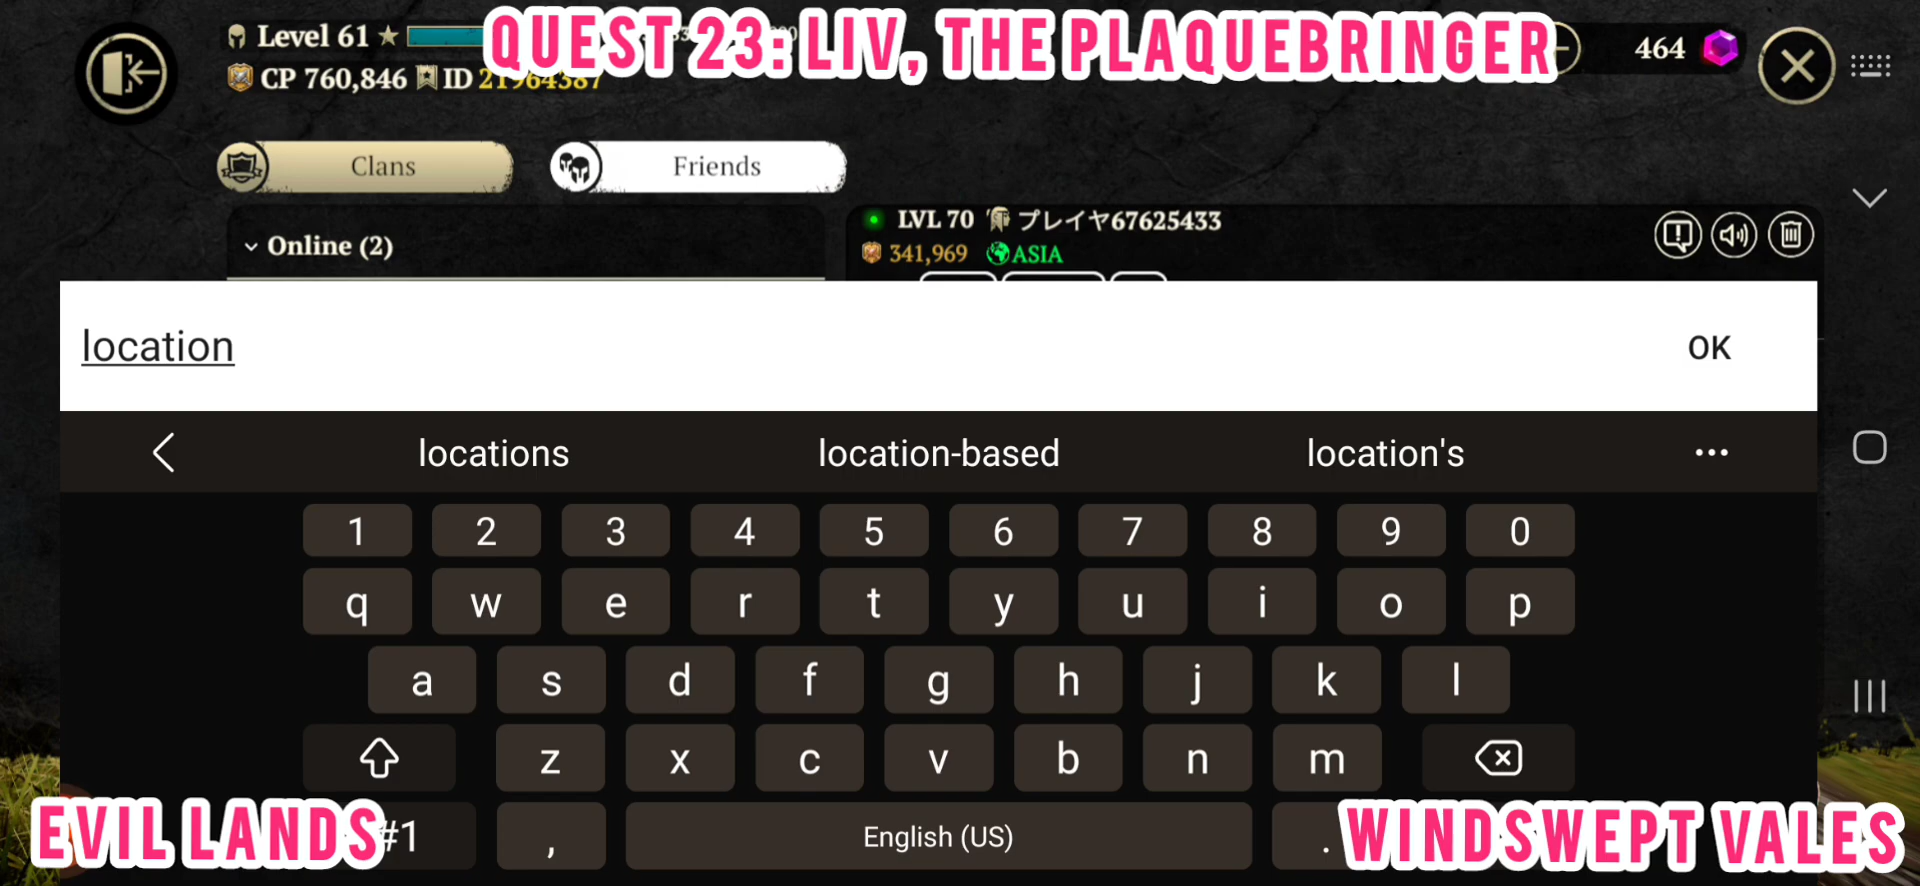 QUEST 23: LIV, THE PLAQUEBRINGER
Level 61
464
CP 760,846 ID 21964387
Clans
Friends
Online (2)
LVL 70 プレイヤ67625433
341,969 ASIA
location
OK
locations location-based location's ...
1 2 3 4 5 6 7 8 9 0
q w e r t y u i o p
a s d f g h j k l
z x c v b n m
#1 , English (US) .
EVIL LANDS
WINDSWEPT VALES